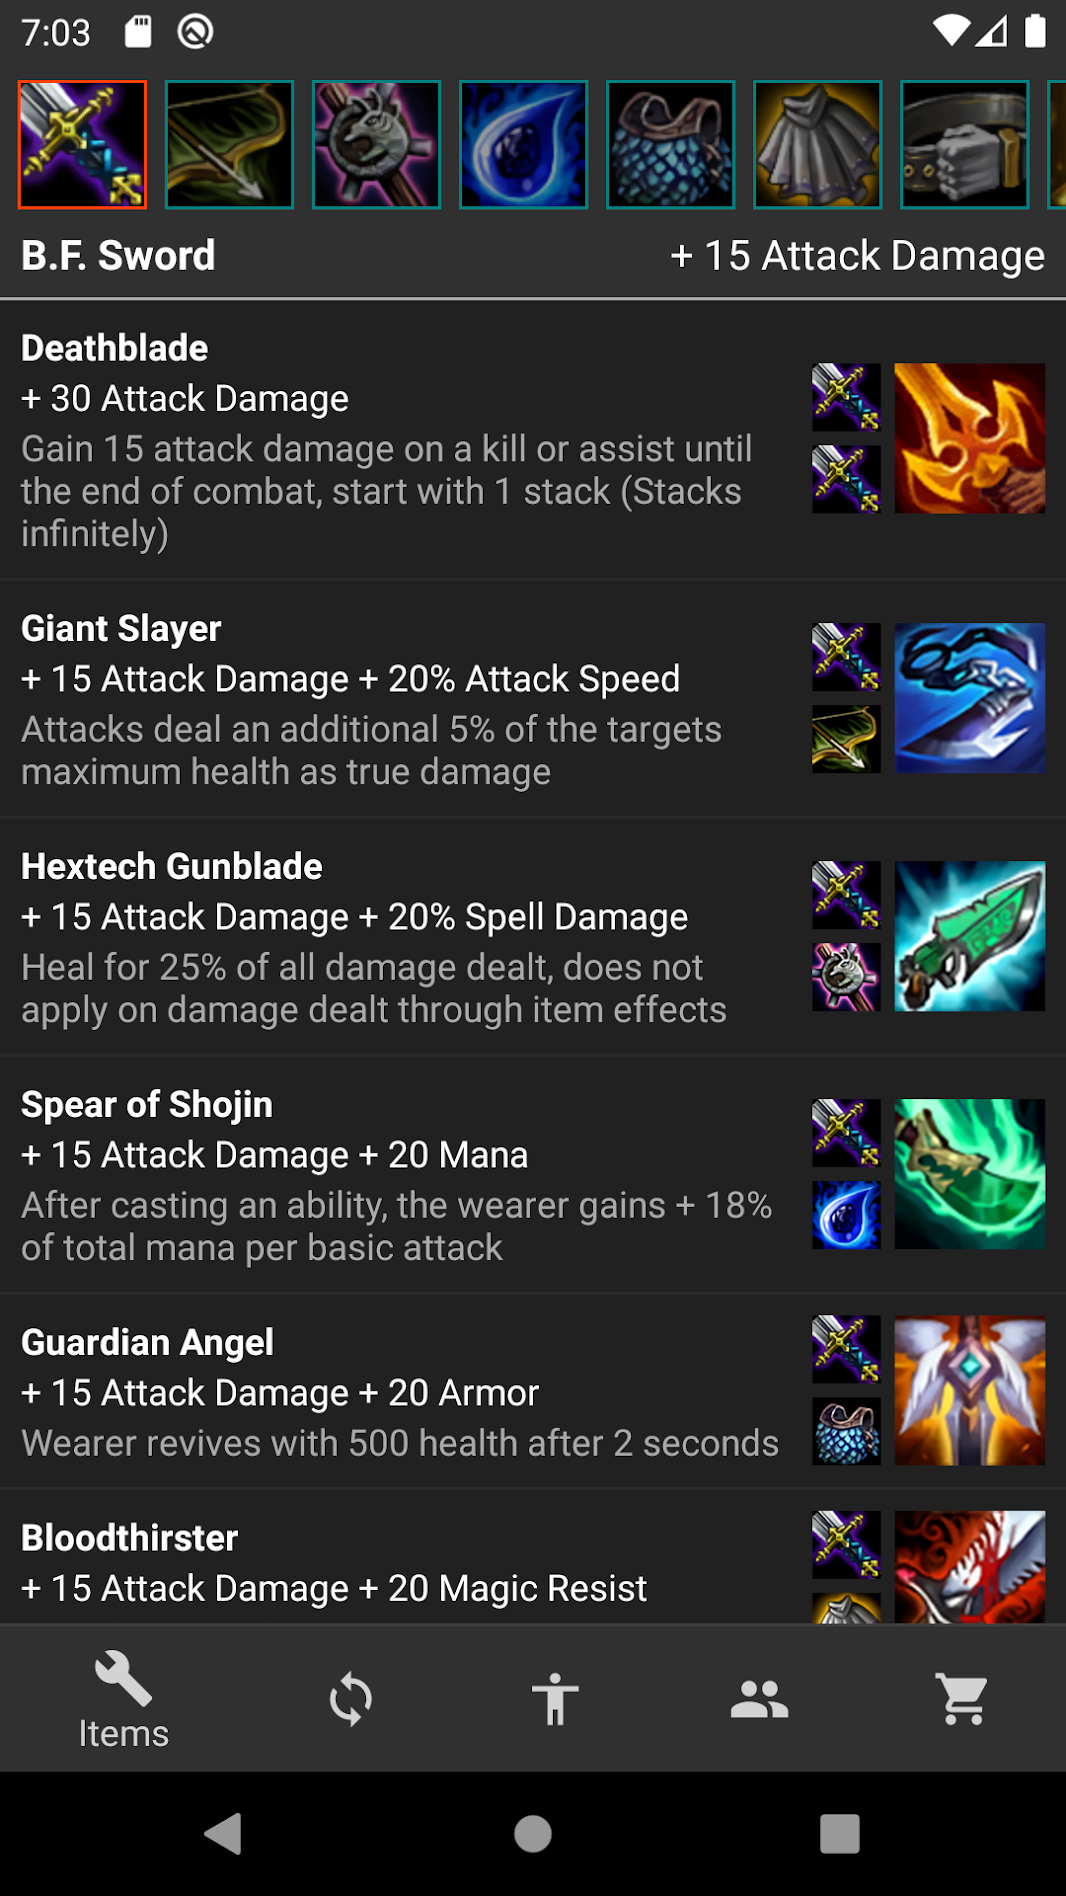 7:03
B.F. Sword + 15 Attack Damage
Deathblade
+ 30 Attack Damage
Gain 15 attack damage on a kill or assist until
the end of combat, start with 1 stack (Stacks
infinitely)
Giant Slayer
+ 15 Attack Damage + 20% Attack Speed
Attacks deal an additional 5% of the targets
maximum health as true damage
Hextech Gunblade
+ 15 Attack Damage + 20% Spell Damage
Heal for 25% of all damage dealt, does not
apply on damage dealt through item effects
Spear of Shojin
+ 15 Attack Damage + 20 Mana
After casting an ability, the wearer gains + 18%
of total mana per basic attack
Guardian Angel
+ 15 Attack Damage + 20 Armor
Wearer revives with 500 health after 2 seconds
Bloodthirster
+ 15 Attack Damage + 20 Magic Resist
Items